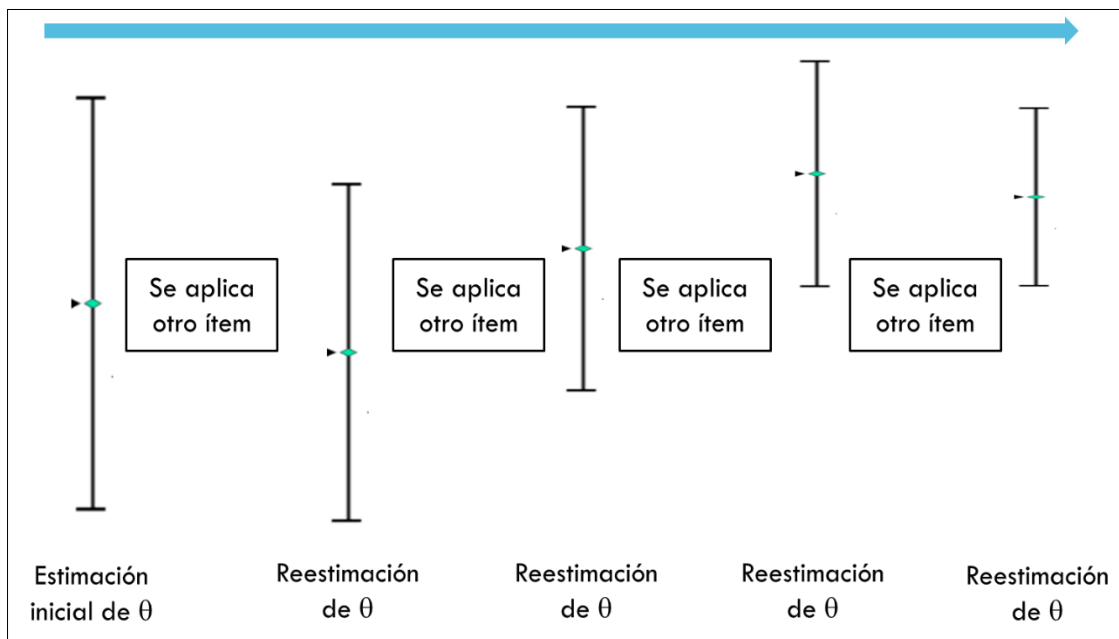 Se aplica
otro ítem
Se aplica
otro ítem
Se aplica
otro ítem
Se aplica
otro ítem
Estimación
inicial de θ
Reestimación
de θ
Reestimación
de θ
Reestimación
de θ
Reestimación
de θ